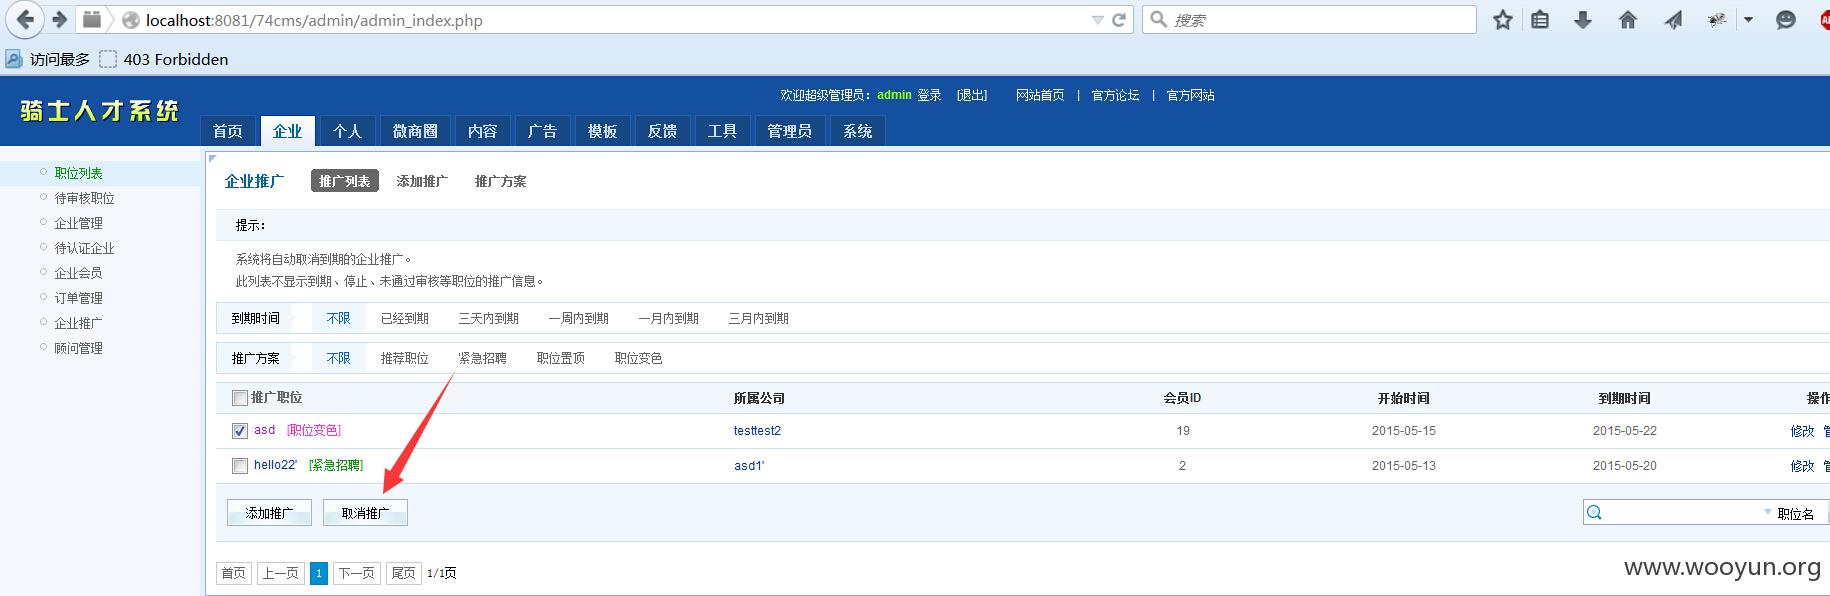 localhost:8081/74cms/admin/admin_index.php
搜索
访问最多 403 Forbidden
骑士人才系统
欢迎超级管理员：admin 登录 [退出] 网站首页 | 官方论坛 | 官方网站
首页 企业 个人 微商圈 内容 广告 模板 反馈 工具 管理员 系统
职位列表
待审核职位
企业管理
待认证企业
企业会员
订单管理
企业推广
顾问管理
企业推广 推广列表 添加推广 推广方案
提示：
系统将自动取消到期的企业推广。
此列表不显示到期、停止、未通过审核等职位的推广信息。
到期时间 不限 已经到期 三天内到期 一周内到期 一月内到期 三月内到期
推广方案 不限 推荐职位 紧急招聘 职位置顶 职位变色
推广职位 所属公司 会员ID 开始时间 到期时间 操作
asd [职位变色] testtest2 19 2015-05-15 2015-05-22 修改
hello22' [紧急招聘] asd1' 2 2015-05-13 2015-05-20 修改
添加推广 取消推广 职位名
首页 上一页 1 下一页 尾页 1/1页
www.wooyun.org